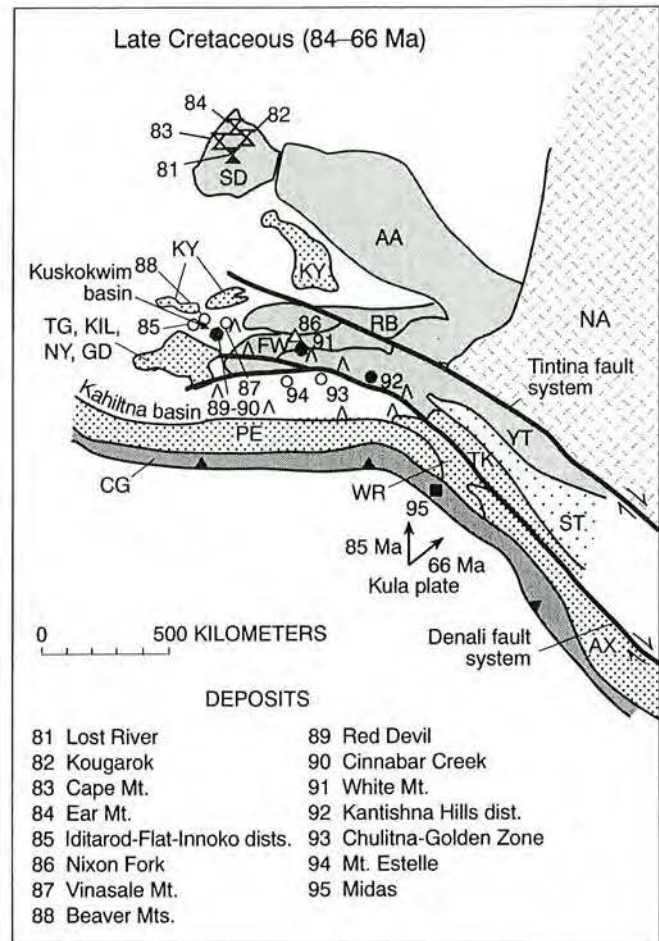 Late Cretaceous (84–66 Ma)
84
83
82
81
SD
AA
KY
Kuskokwim
basin
88
KY
NA
TG, KIL,
NY, GD
85
86
RB
FW
91
Tintina fault
system
87
89-90
94
93
92
Kahiltna basin
PE
YT
TK
CG
WR
ST
95
85 Ma
66 Ma
Kula plate
0
500 KILOMETERS
Denali fault
system
AX
DEPOSITS
81 Lost River
82 Kougarok
83 Cape Mt.
84 Ear Mt.
85 Iditarod-Flat-Innoko dists.
86 Nixon Fork
87 Vinasale Mt.
88 Beaver Mts.
89 Red Devil
90 Cinnabar Creek
91 White Mt.
92 Kantishna Hills dist.
93 Chulitna-Golden Zone
94 Mt. Estelle
95 Midas